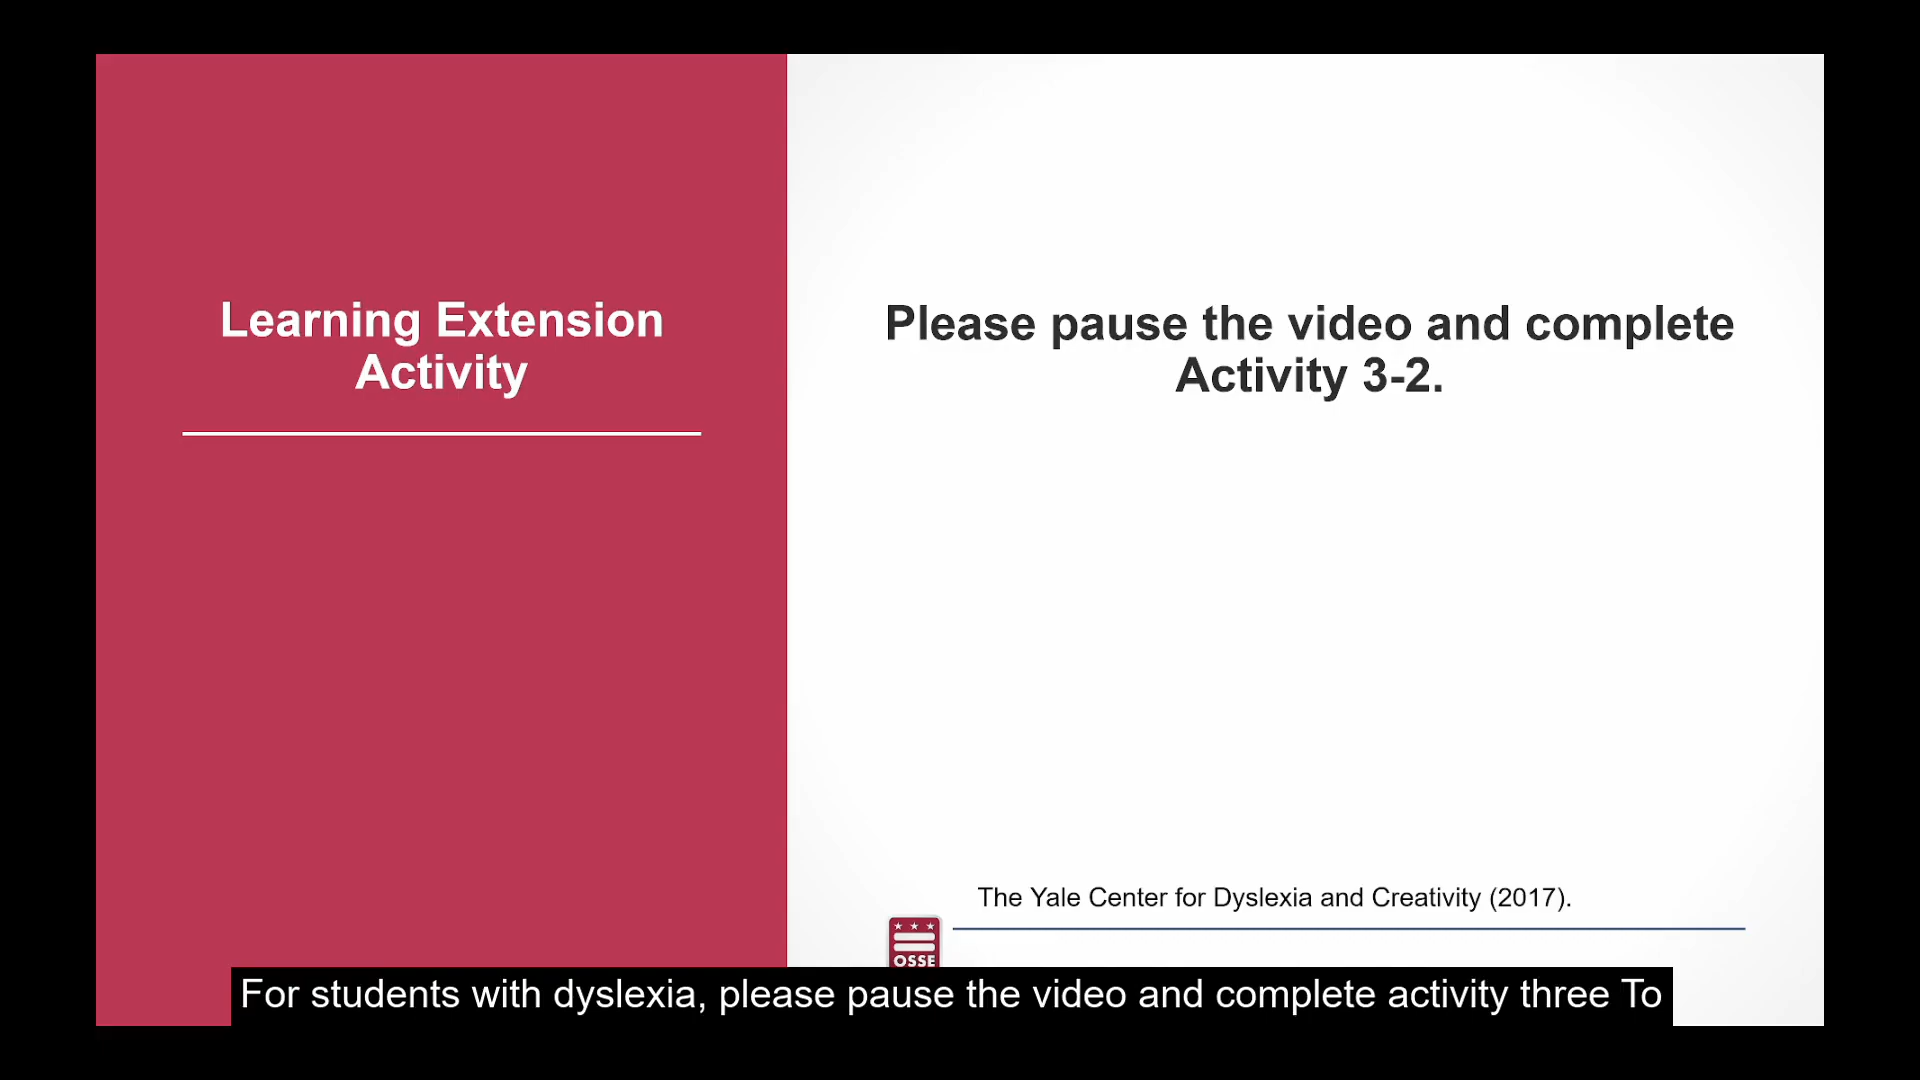 Learning Extension
Activity
Please pause the video and complete
Activity 3-2.
The Yale Center for Dyslexia and Creativity (2017).
OSSE
For students with dyslexia, please pause the video and complete activity three To